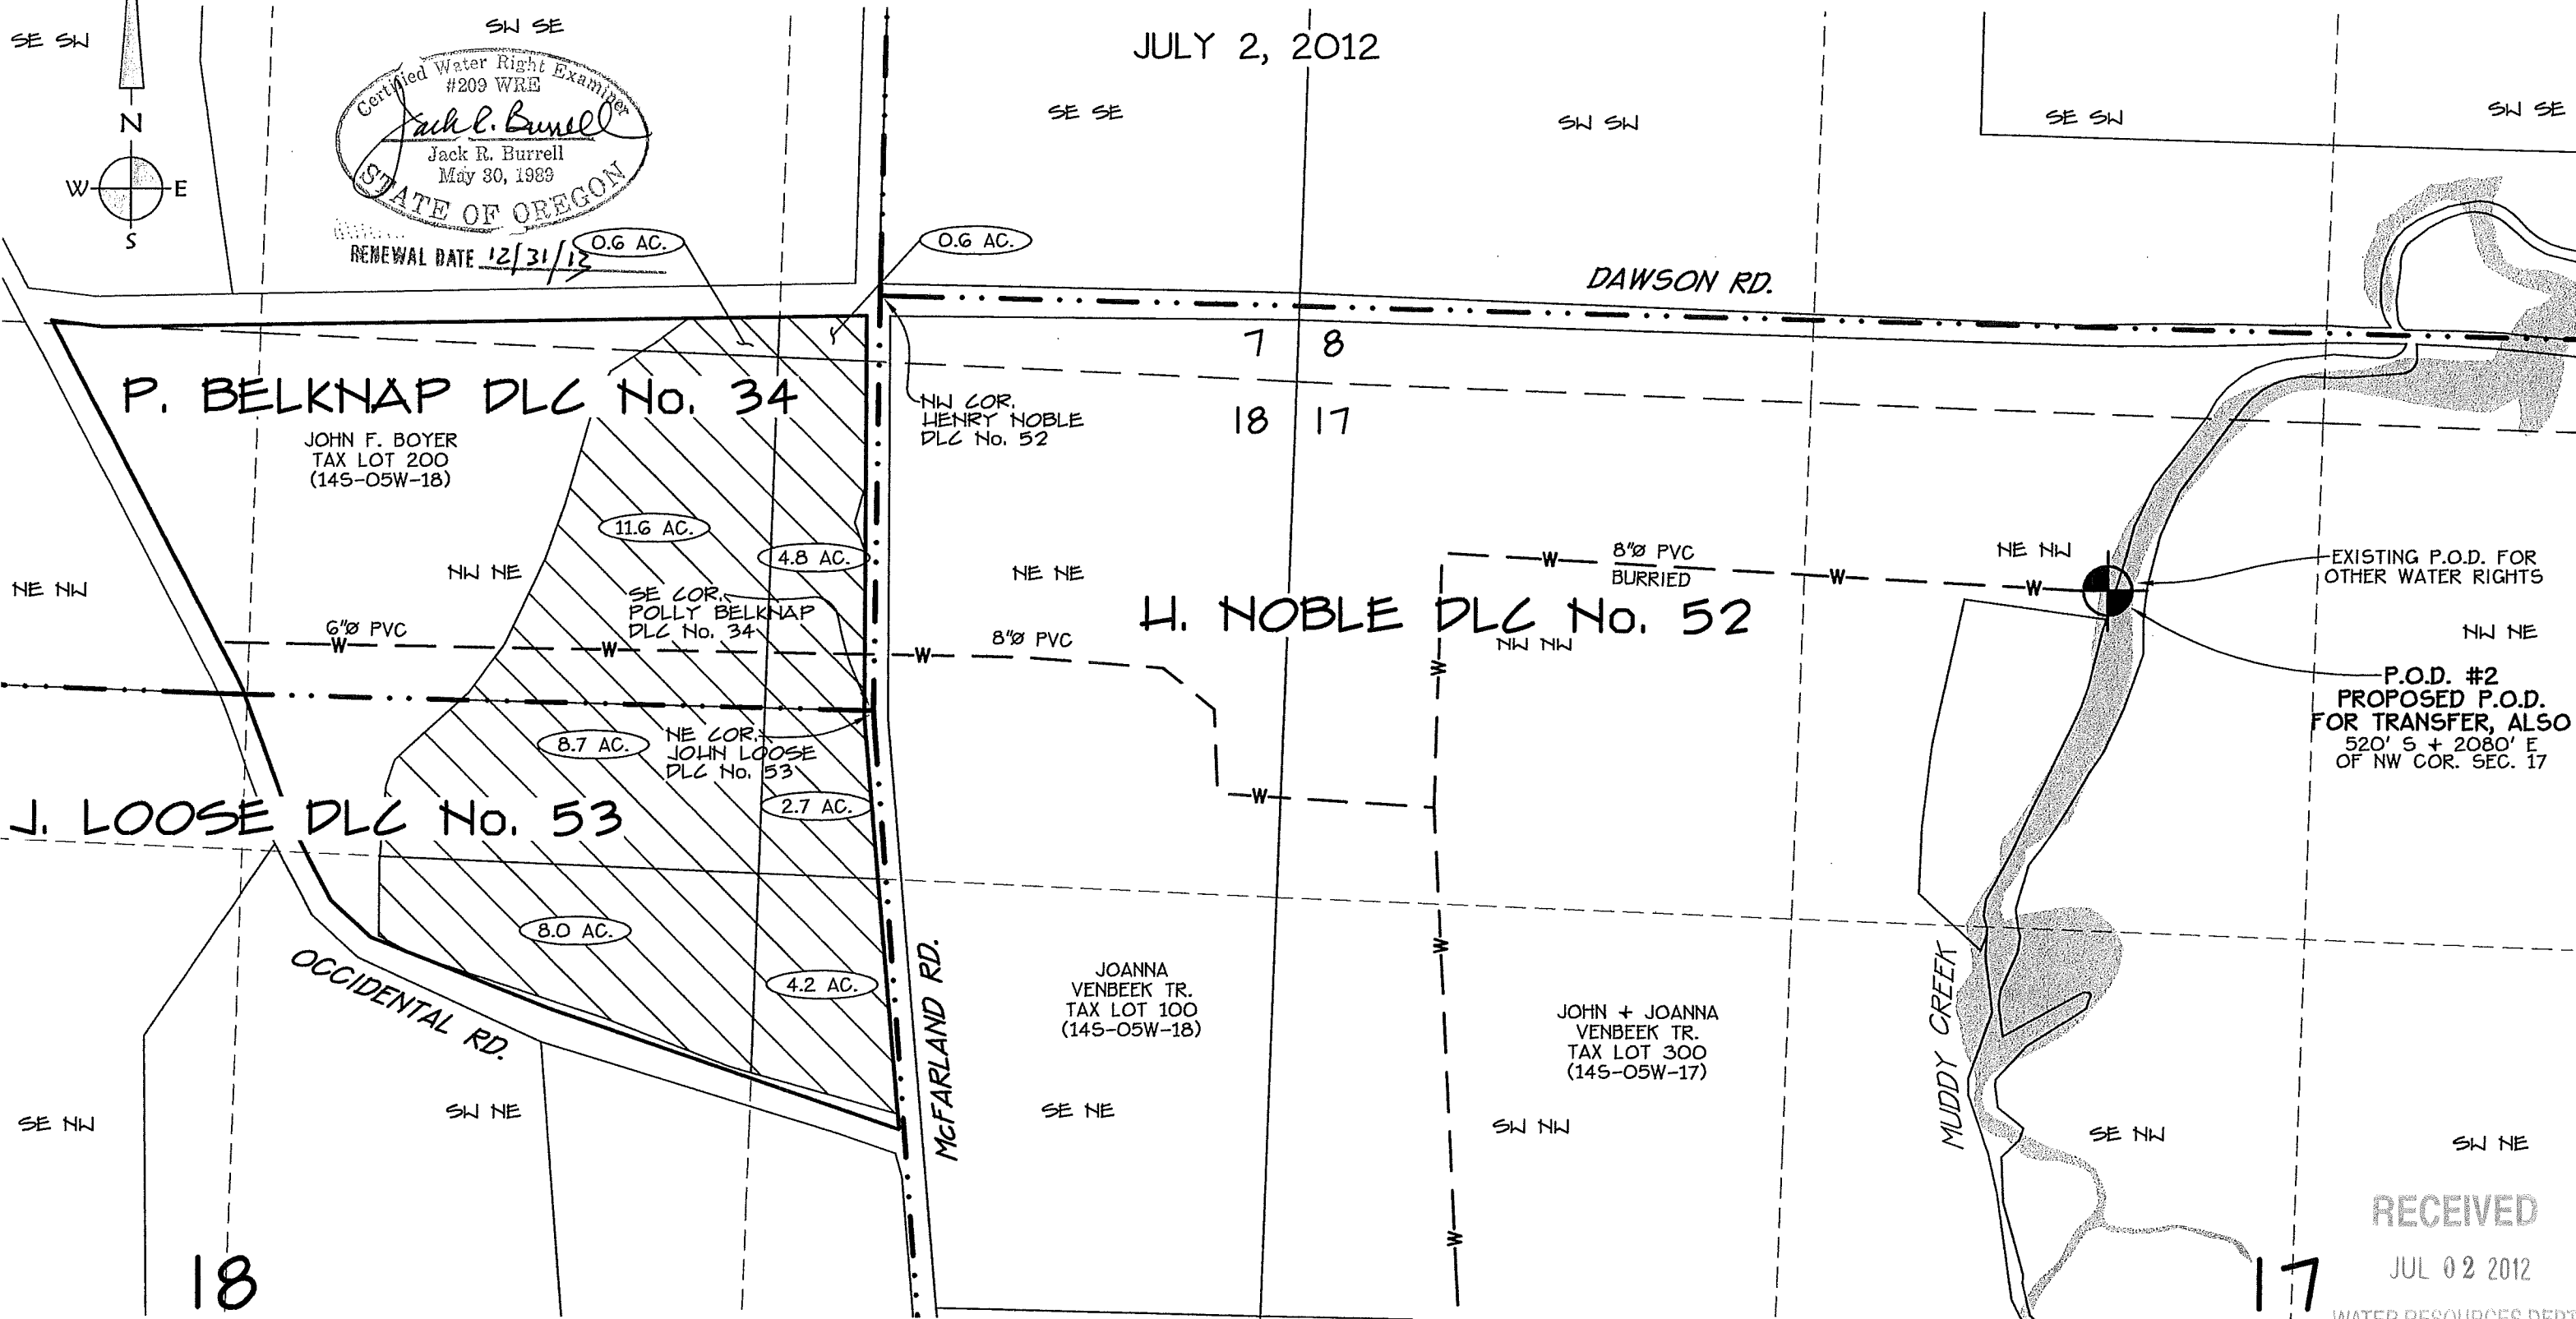 JULY 2, 2012
SE SW
SW SE
SE SE
SW SW
SE SW
SW SE
N
W
E
S
Certified Water Right Examiner
#209 WRE
Jack R. Burrell
Jack R. Burrell
May 30, 1989
STATE OF OREGON
RENEWAL DATE 12/31/12
0.6 AC.
0.6 AC.
DAWSON RD.
7
8
18
17
P. BELKNAP DLC No. 34
JOHN F. BOYER
TAX LOT 200
(14S-05W-18)
NW COR.
HENRY NOBLE
DLC No. 52
11.6 AC.
4.8 AC.
NE NW
NW NE
NE NE
SE COR.
POLLY BELKNAP
DLC No. 34
6"Ø PVC
W
W
W
8"Ø PVC
8"Ø PVC
BURRIED
W
W
W
NE NW
EXISTING P.O.D. FOR
OTHER WATER RIGHTS
H. NOBLE DLC No. 52
NW NW
NW NE
W
P.O.D. #2
PROPOSED P.O.D.
FOR TRANSFER, ALSO
520' S + 2080' E
OF NW COR. SEC. 17
8.7 AC.
NE COR.
JOHN LOOSE
DLC No. 53
2.7 AC.
W
J. LOOSE DLC No. 53
8.0 AC.
4.2 AC.
OCCIDENTAL RD.
McFARLAND RD.
JOANNA
VENBEEK TR.
TAX LOT 100
(14S-05W-18)
W
JOHN + JOANNA
VENBEEK TR.
TAX LOT 300
(14S-05W-17)
MUDDY CREEK
SE NW
SW NE
SE NE
SW NW
SE NW
SW NE
W
18
17
RECEIVED
JUL 02 2012
WATER RESOURCES DEPT